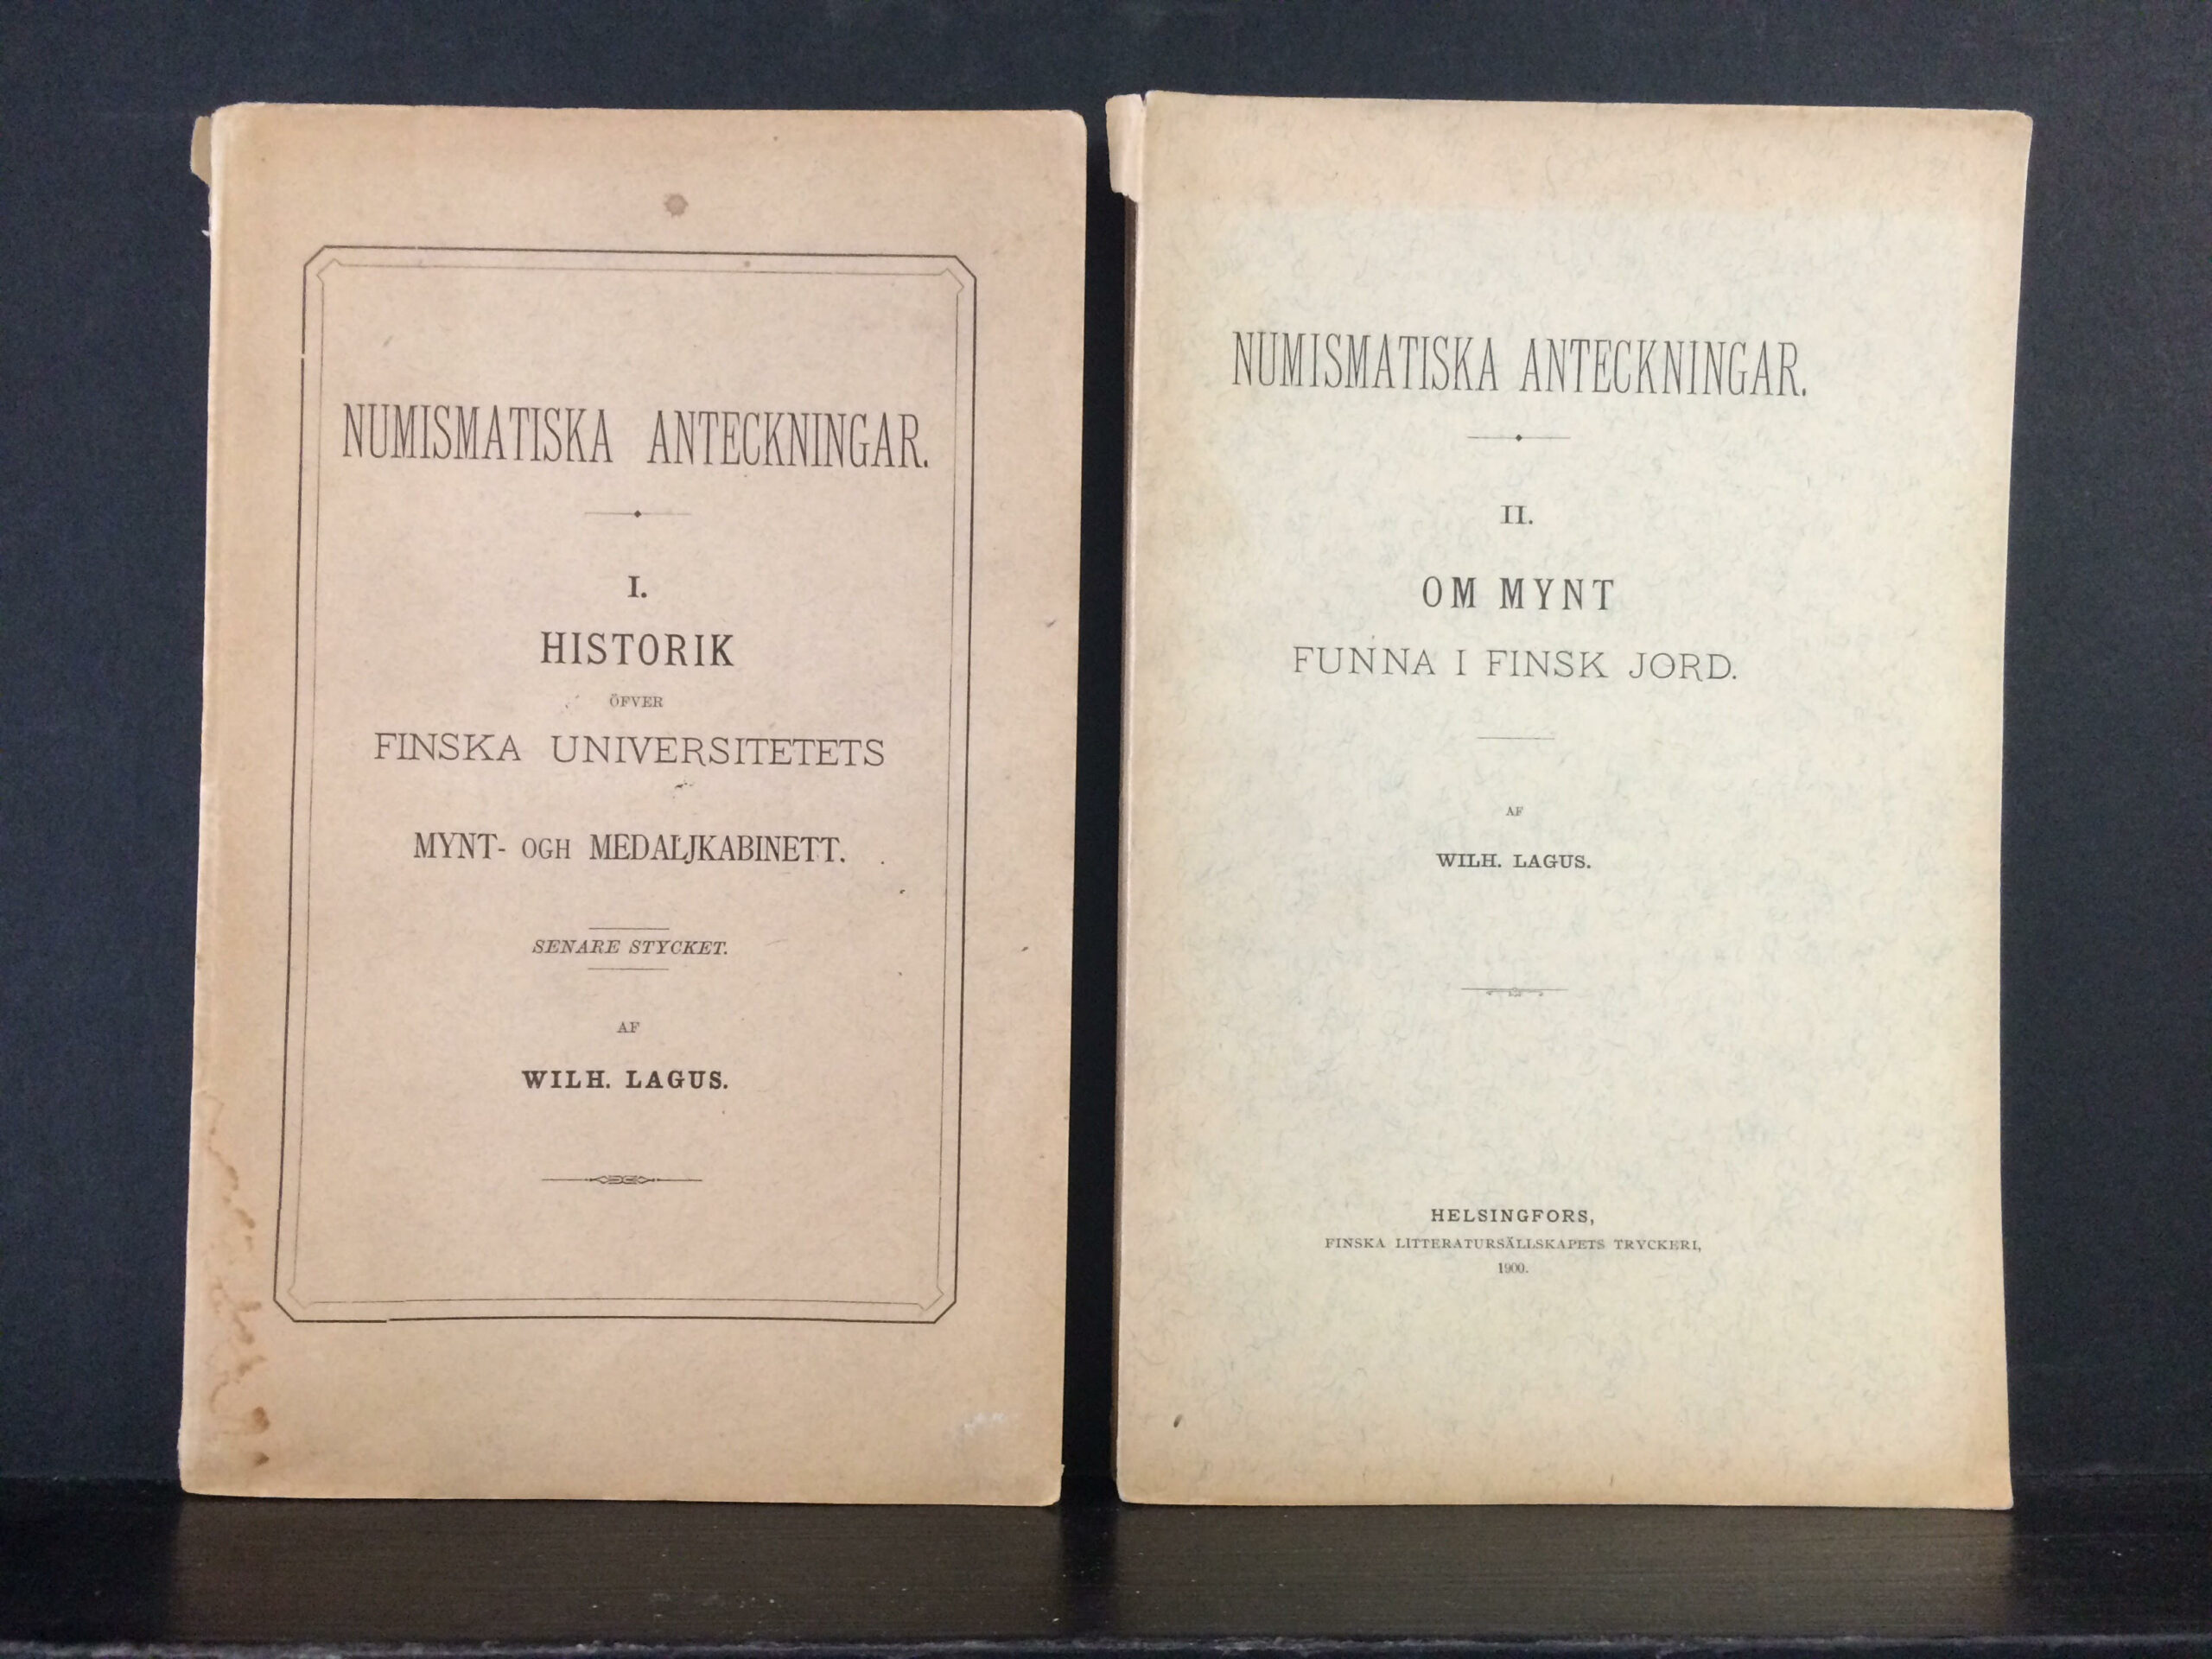 NUMISMATISKA ANTECKNINGAR.
I.
HISTORIK
ÖFVER
FINSKA UNIVERSITETETS
MYNT- OCH MEDALJKABINETT.
SENARE STYCKET.
AF
WILH. LAGUS.
NUMISMATISKA ANTECKNINGAR.
II.
OM MYNT
FUNNA I FINSK JORD.
AF
WILH. LAGUS.
HELSINGFORS,
FINSKA LITTERATURSÄLLSKAPETS TRYCKERI,
1900.